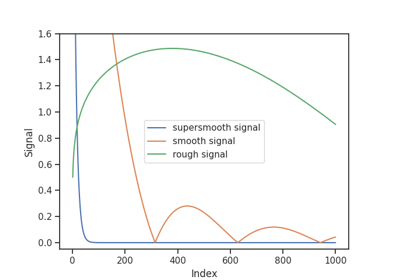 1.6
1.4
1.2
1.0
0.8
0.6
0.4
0.2
0.0
Signal
supersmooth signal
smooth signal
rough signal
0 200 400 600 800 1000
Index